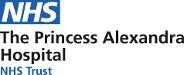 NHS
The Princess Alexandra
Hospital
NHS Trust